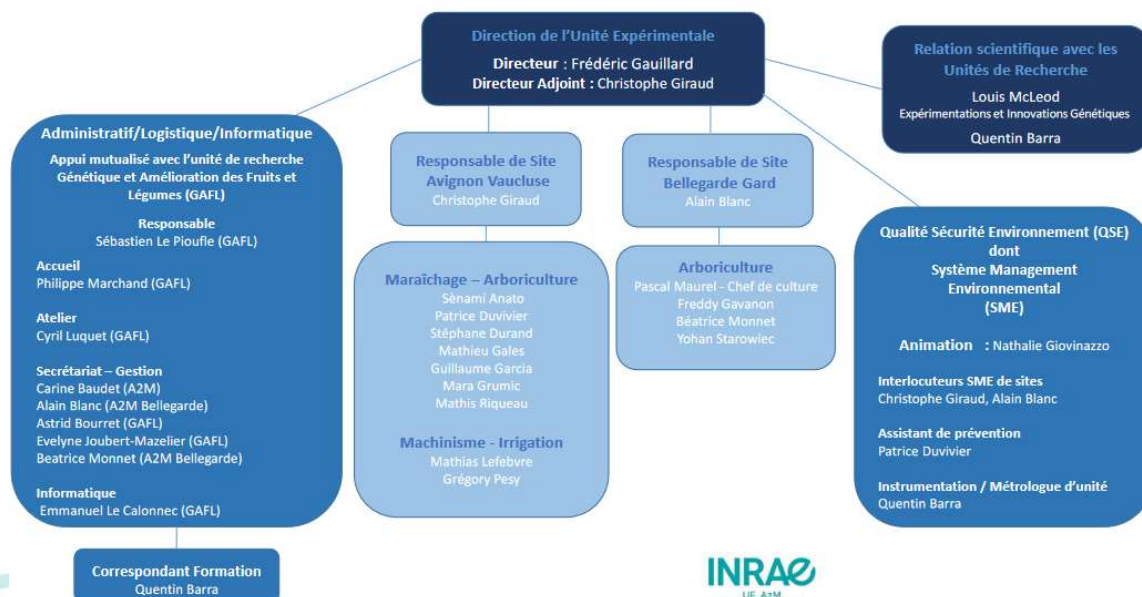 Direction de l'Unité Expérimentale
Directeur : Frédéric Gauillard
Directeur Adjoint : Christophe Giraud
Relation scientifique avec les
Unités de Recherche
Louis McLeod
Expérimentations et Innovations Génétiques
Quentin Barra
Administratif/Logistique/Informatique
Appui mutualisé avec l'unité de recherche
Génétique et Amélioration des Fruits et
Légumes (GAFL)
Responsable
Sébastien Le Pioufle (GAFL)
Accueil
Philippe Marchand (GAFL)
Atelier
Cyril Luquet (GAFL)
Secrétariat – Gestion
Carine Baudet (A2M)
Alain Blanc (A2M Bellegarde)
Astrid Bourret (GAFL)
Evelyne Joubert-Mazelier (GAFL)
Beatrice Monnet (A2M Bellegarde)
Informatique
Emmanuel Le Calonnec (GAFL)
Correspondant Formation
Quentin Barra
Responsable de Site
Avignon Vaucluse
Christophe Giraud
Maraîchage – Arboriculture
Sènami Anato
Patrice Duvivier
Stéphane Durand
Mathieu Gales
Guillaume Garcia
Mara Grumic
Mathis Riqueau
Machinisme - Irrigation
Mathias Lefebvre
Grégory Pesy
Responsable de Site
Bellegarde Gard
Alain Blanc
Arboriculture
Pascal Maurel - Chef de culture
Freddy Gavanon
Béatrice Monnet
Yohan Starowiec
Qualité Sécurité Environnement (QSE)
dont
Système Management
Environnemental
(SME)
Animation : Nathalie Giovinazzo
Interlocuteurs SME de sites
Christophe Giraud, Alain Blanc
Assistant de prévention
Patrice Duvivier
Instrumentation / Métrologue d'unité
Quentin Barra
INRAE
UE A2M